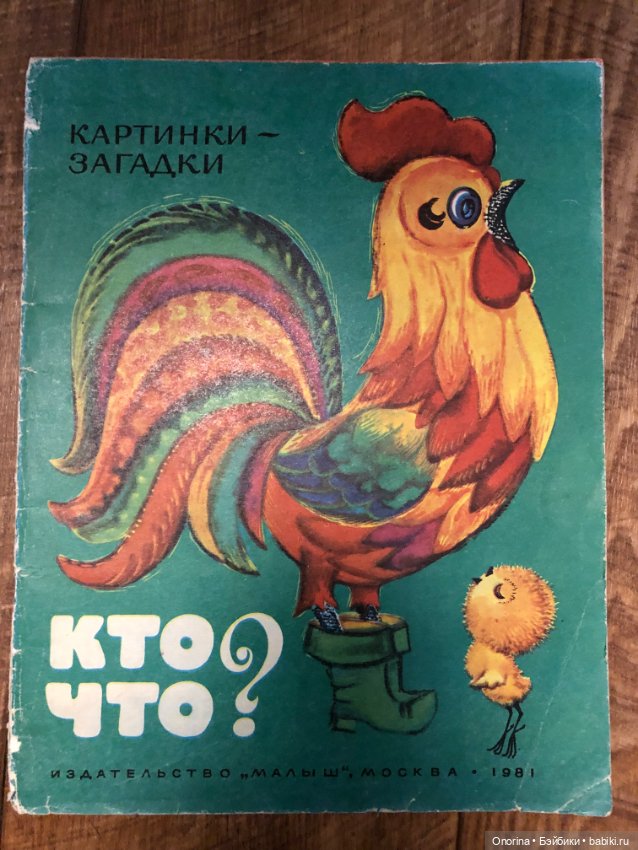 КАРТИНКИ –
ЗАГАДКИ
КТО
ЧТО?
ИЗДАТЕЛЬСТВО „МАЛЫШ“, МОСКВА • 1981
Onorina • Бэйбики • babiki.ru